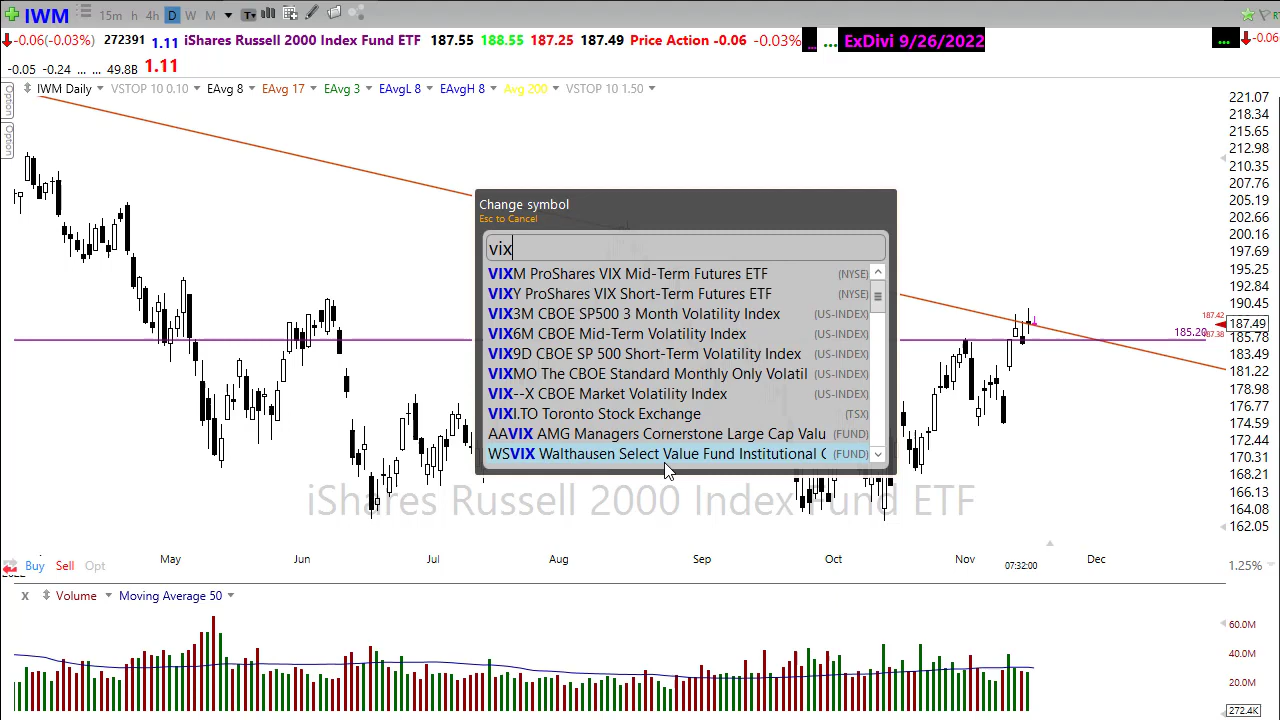 IWM 15m h 4h D W M
-0.06(-0.03%) 272391 1.11 iShares Russell 2000 Index Fund ETF 187.55 188.55 187.25 187.49 Price Action -0.06 -0.03% ... ... ExDivi 9/26/2022 ... -0.06
-0.05 -0.24 ... ... 49.8B 1.11
IWM Daily VSTOP 10 0.10 EAvg 8 EAvg 17 EAvg 3 EAvgL 8 EAvgH 8 Avg 200 VSTOP 10 1.50
Option
Option
221.07
218.34
215.65
212.98
210.35
207.76
205.19
202.66
200.16
197.69
195.25
192.84
190.45
187.42
187.49
185.20
187.38
185.78
183.49
181.22
178.98
176.77
174.59
172.44
170.31
168.21
166.13
164.08
162.05
Change symbol
Esc to Cancel
vix
VIXM ProShares VIX Mid-Term Futures ETF (NYSE)
VIXY ProShares VIX Short-Term Futures ETF (NYSE)
VIX3M CBOE SP500 3 Month Volatility Index (US-INDEX)
VIX6M CBOE Mid-Term Volatility Index (US-INDEX)
VIX9D CBOE SP 500 Short-Term Volatility Index (US-INDEX)
VIXMO The CBOE Standard Monthly Only Volatil (US-INDEX)
VIX--X CBOE Market Volatility Index (US-INDEX)
VIXI.TO Toronto Stock Exchange (TSX)
AAVIX AMG Managers Cornerstone Large Cap Valu (FUND)
WSVIX Walthausen Select Value Fund Institutional C (FUND)
iShares Russell 2000 Index Fund ETF
May Jun Jul Aug Sep Oct Nov Dec
07:32:00
Buy Sell Opt 1.25%
x Volume Moving Average 50
60.0M
40.0M
20.0M
272.4K